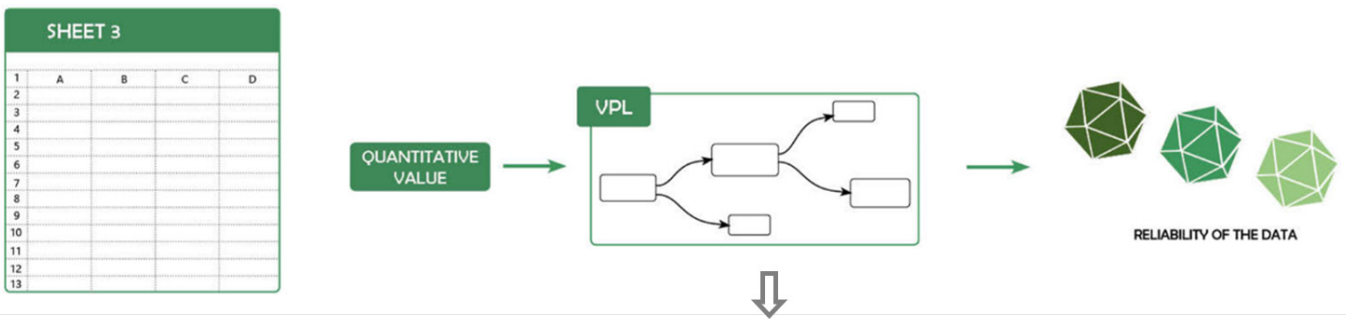 SHEET 3
1 A B C D
2
3
4
5
6
7
8
9
10
11
12
13
QUANTITATIVE
VALUE
VPL
RELIABILITY OF THE DATA